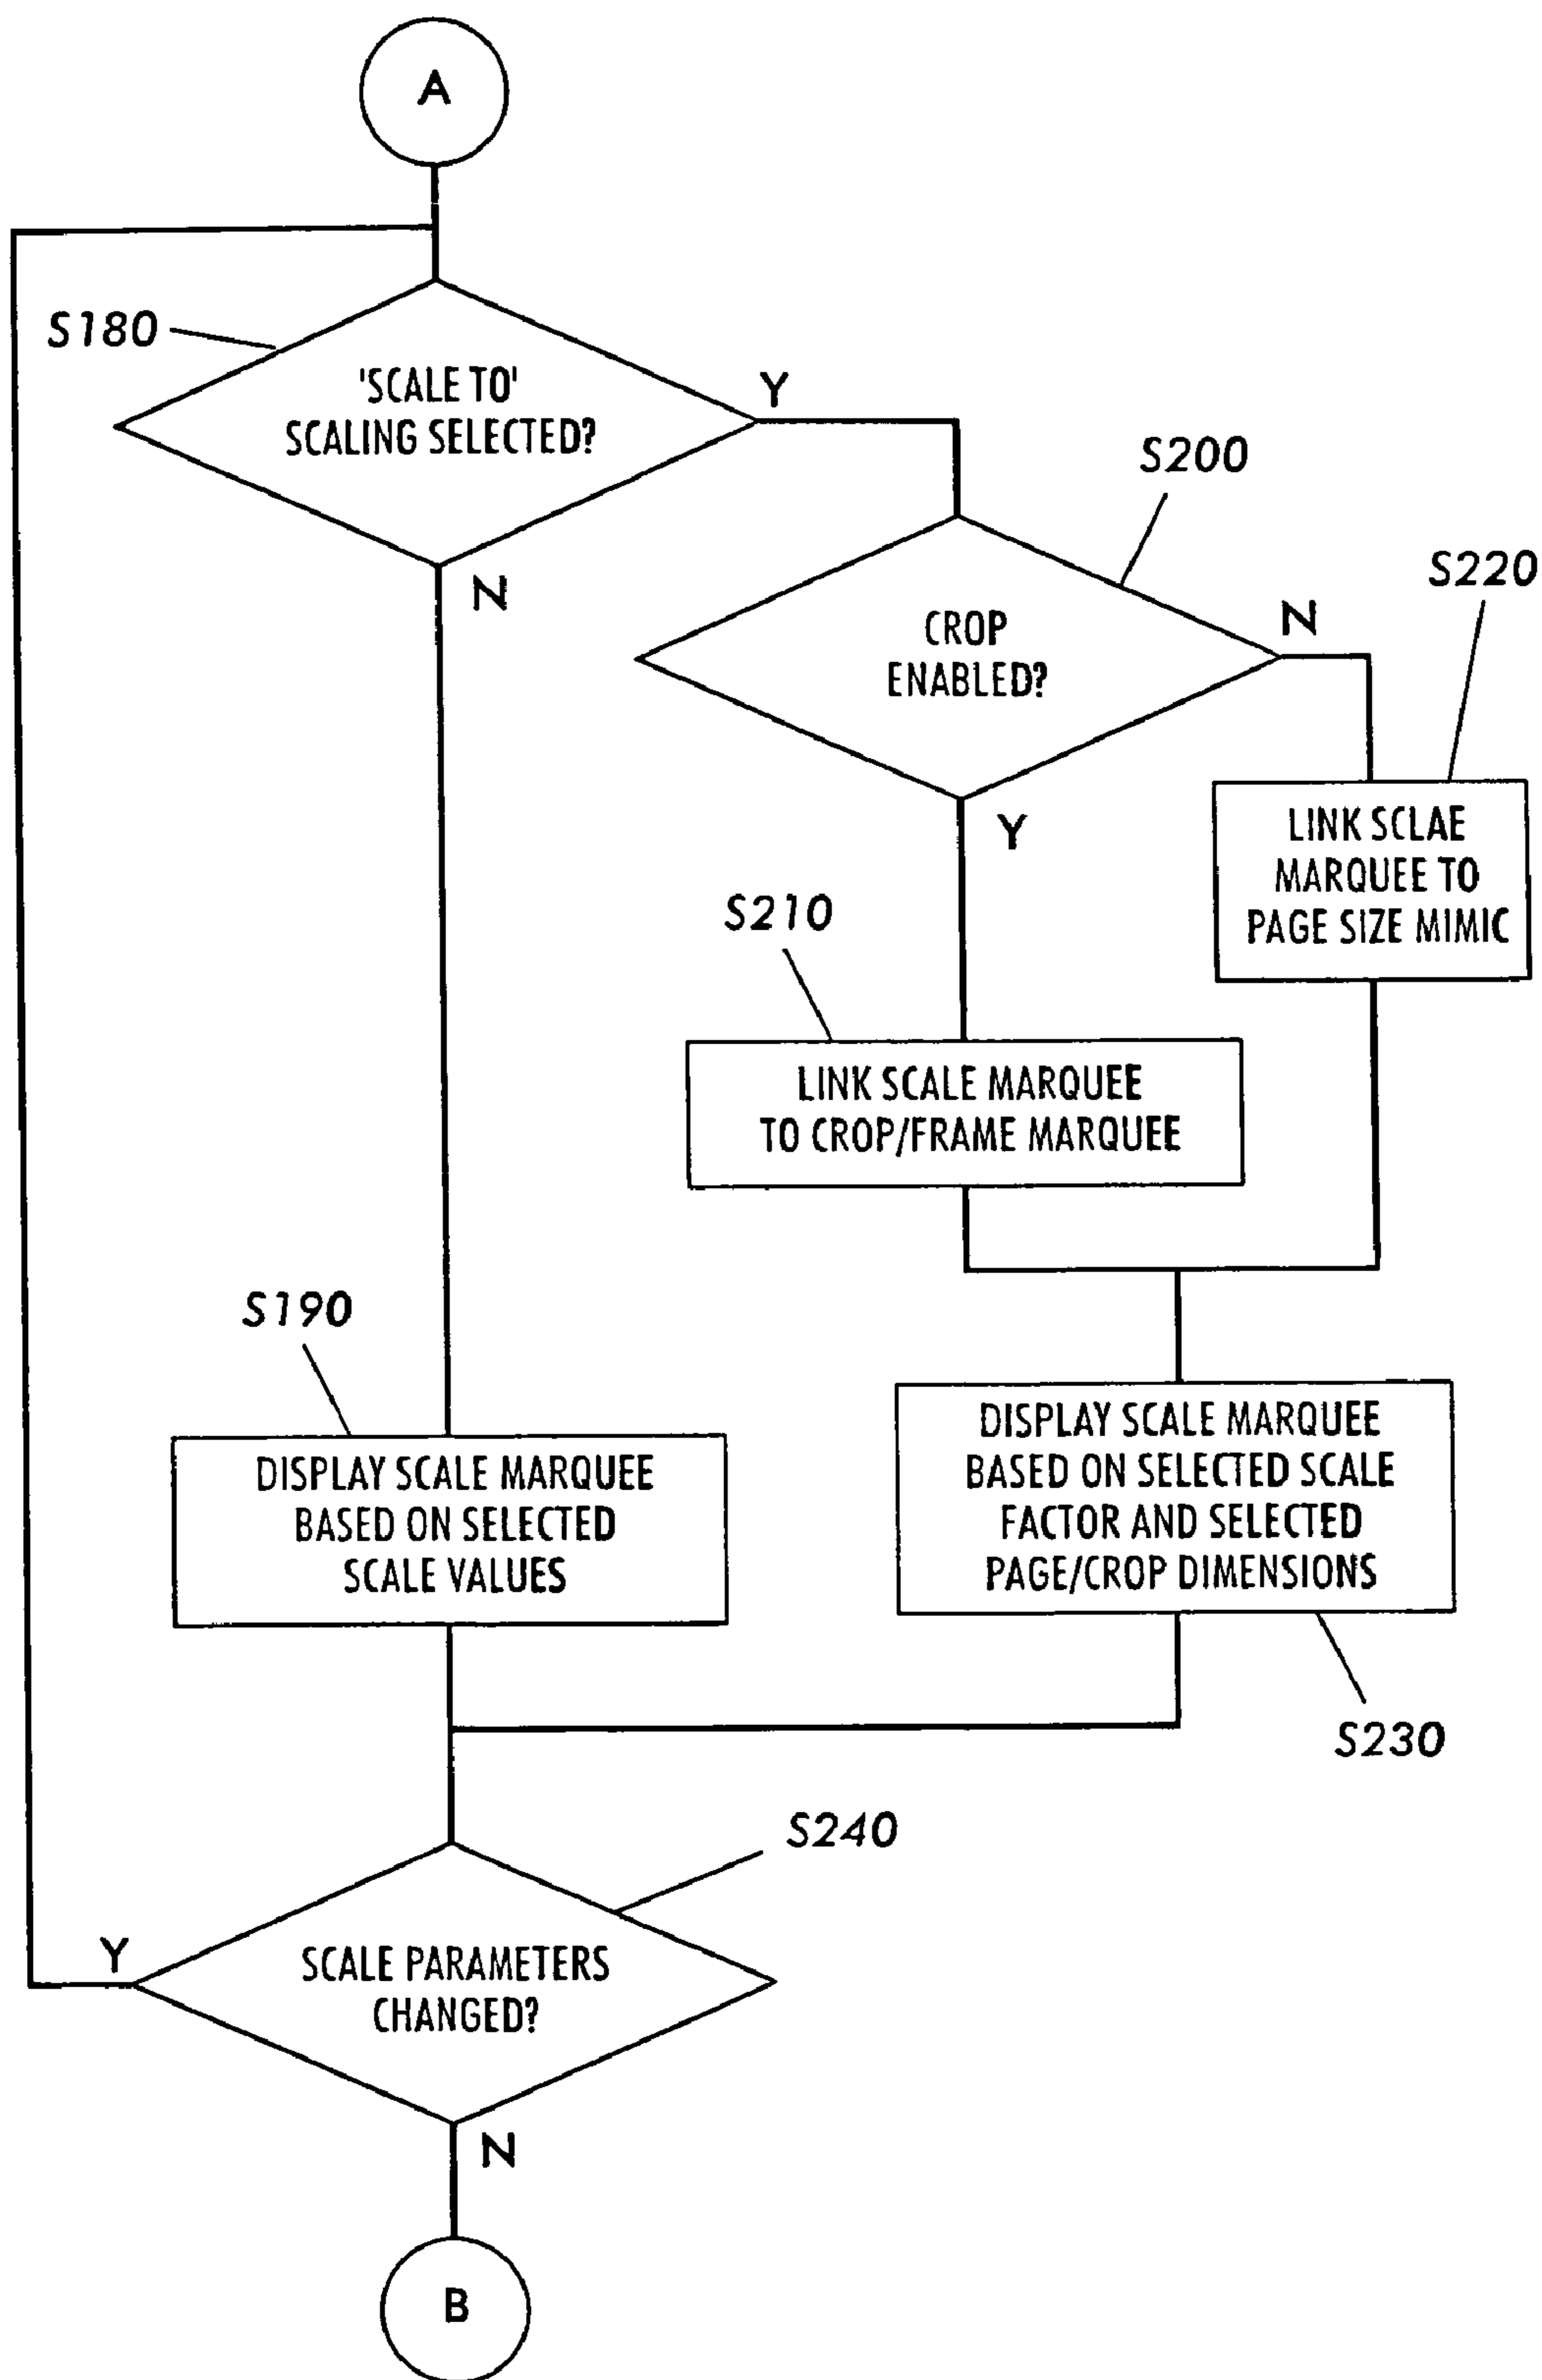 A
S180
'SCALE TO'
SCALING SELECTED?
Y
N
S200
CROP
ENABLED?
N
Y
S220
LINK SCLAE
MARQUEE TO
PAGE SIZE MIMIC
S210
LINK SCALE MARQUEE
TO CROP/FRAME MARQUEE
S190
DISPLAY SCALE MARQUEE
BASED ON SELECTED
SCALE VALUES
DISPLAY SCALE MARQUEE
BASED ON SELECTED SCALE
FACTOR AND SELECTED
PAGE/CROP DIMENSIONS
S230
S240
SCALE PARAMETERS
CHANGED?
Y
N
B